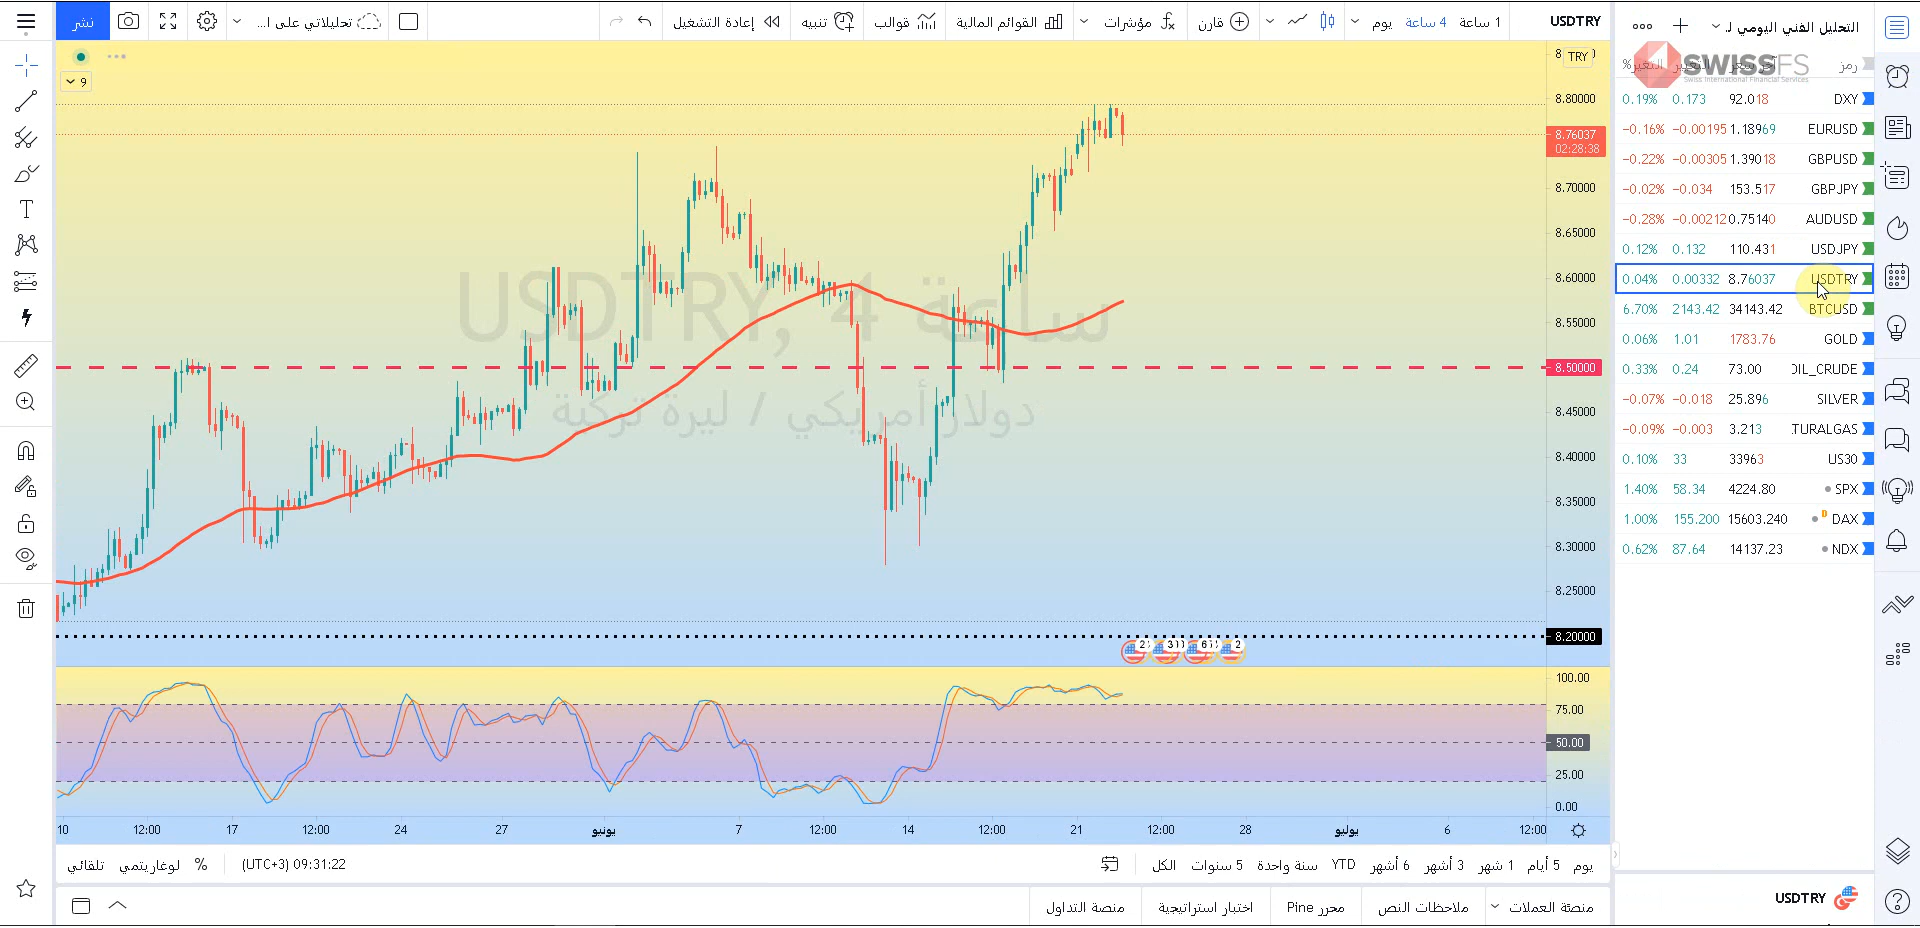 نشر
تحليلاتي على ا...
إعادة التشغيل
تنبيه
قوالب
القوائم المالية
مؤشرات
قارن
يوم
4 ساعة
1 ساعة
USDTRY
9
TRY
USDTRY, 4 ساعة
دولار أمريكي / ليرة تركية
8.80000
8.76037
02:28:38
8.70000
8.65000
8.60000
8.55000
8.50000
8.45000
8.40000
8.35000
8.30000
8.25000
8.20000
100.00
75.00
50.00
25.00
0.00
10 12:00 17 12:00 24 27 يونيو 7 12:00 14 12:00 21 12:00 28 يوليو 6 12:00
تلقائي لوغاريتمي % 09:31:22 (UTC+3)
الكل 5 سنوات سنة واحدة YTD 6 أشهر 3 أشهر 1 شهر 5 أيام يوم
منصة التداول
اختبار استراتيجية
محرر Pine
ملاحظات النص
منصئة العملات
التحليل الفني اليومي لـ
SWISSFS
Swiss International Financial Services
رمز
DXY 92.018 0.173 0.19%
EURUSD 1.18969 −0.00195 −0.16%
GBPUSD 1.39018 −0.00305 −0.22%
GBPJPY 153.517 −0.034 −0.02%
AUDUSD 0.75140 −0.00212 −0.28%
USDJPY 110.431 0.132 0.12%
USDTRY 8.76037 0.00332 0.04%
BTCUSD 34143.42 2143.42 6.70%
GOLD 1783.76 1.01 0.06%
OIL_CRUDE 73.00 0.24 0.33%
SILVER 25.896 −0.018 −0.07%
TURALGAS 3.213 −0.003 −0.09%
US30 33963 33 0.10%
SPX 4224.80 58.34 1.40%
DAX D 15603.240 155.200 1.00%
NDX 14137.23 87.64 0.62%
USDTRY